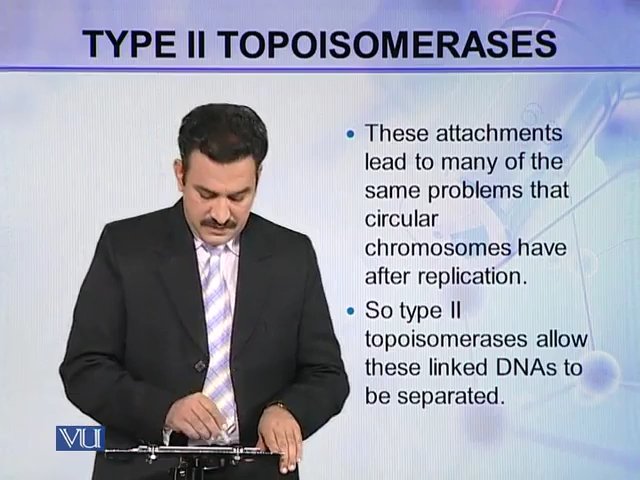 TYPE II TOPOISOMERASES
• These attachments
lead to many of the
same problems that
circular
chromosomes have
after replication.
• So type II
topoisomerases allow
these linked DNAs to
be separated.
VU